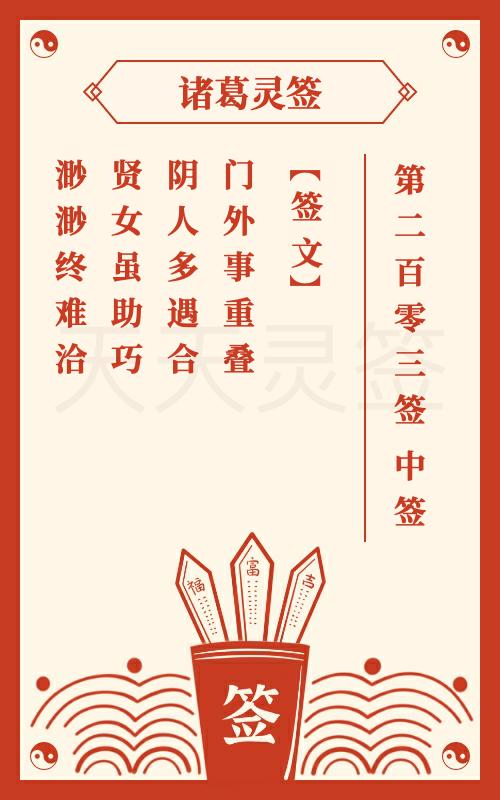 诸葛灵签
第二百零三签 中签
【签文】
门外事重叠
阴人多遇合
贤女虽助巧
渺渺终难洽
天天灵签
福
富
吉
签